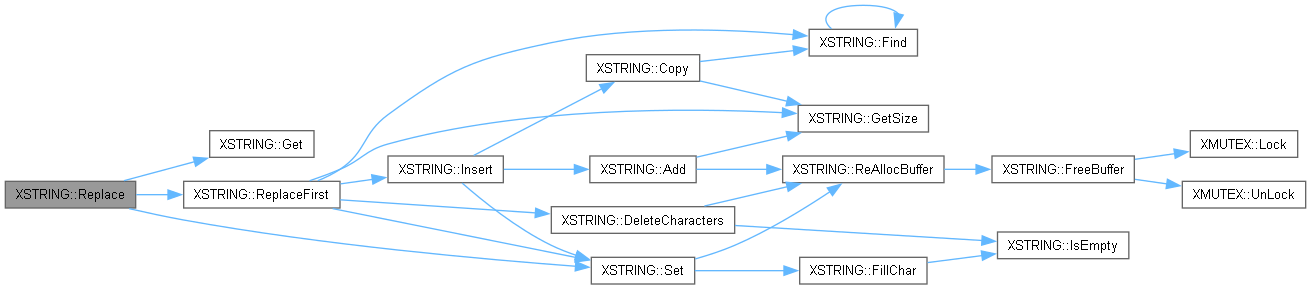 XSTRING::Find
XSTRING::Copy
XSTRING::GetSize
XSTRING::Get
XMUTEX::Lock
XSTRING::Insert
XSTRING::Add
XSTRING::ReAllocBuffer
XSTRING::FreeBuffer
XSTRING::Replace
XSTRING::ReplaceFirst
XMUTEX::UnLock
XSTRING::DeleteCharacters
XSTRING::IsEmpty
XSTRING::Set
XSTRING::FillChar